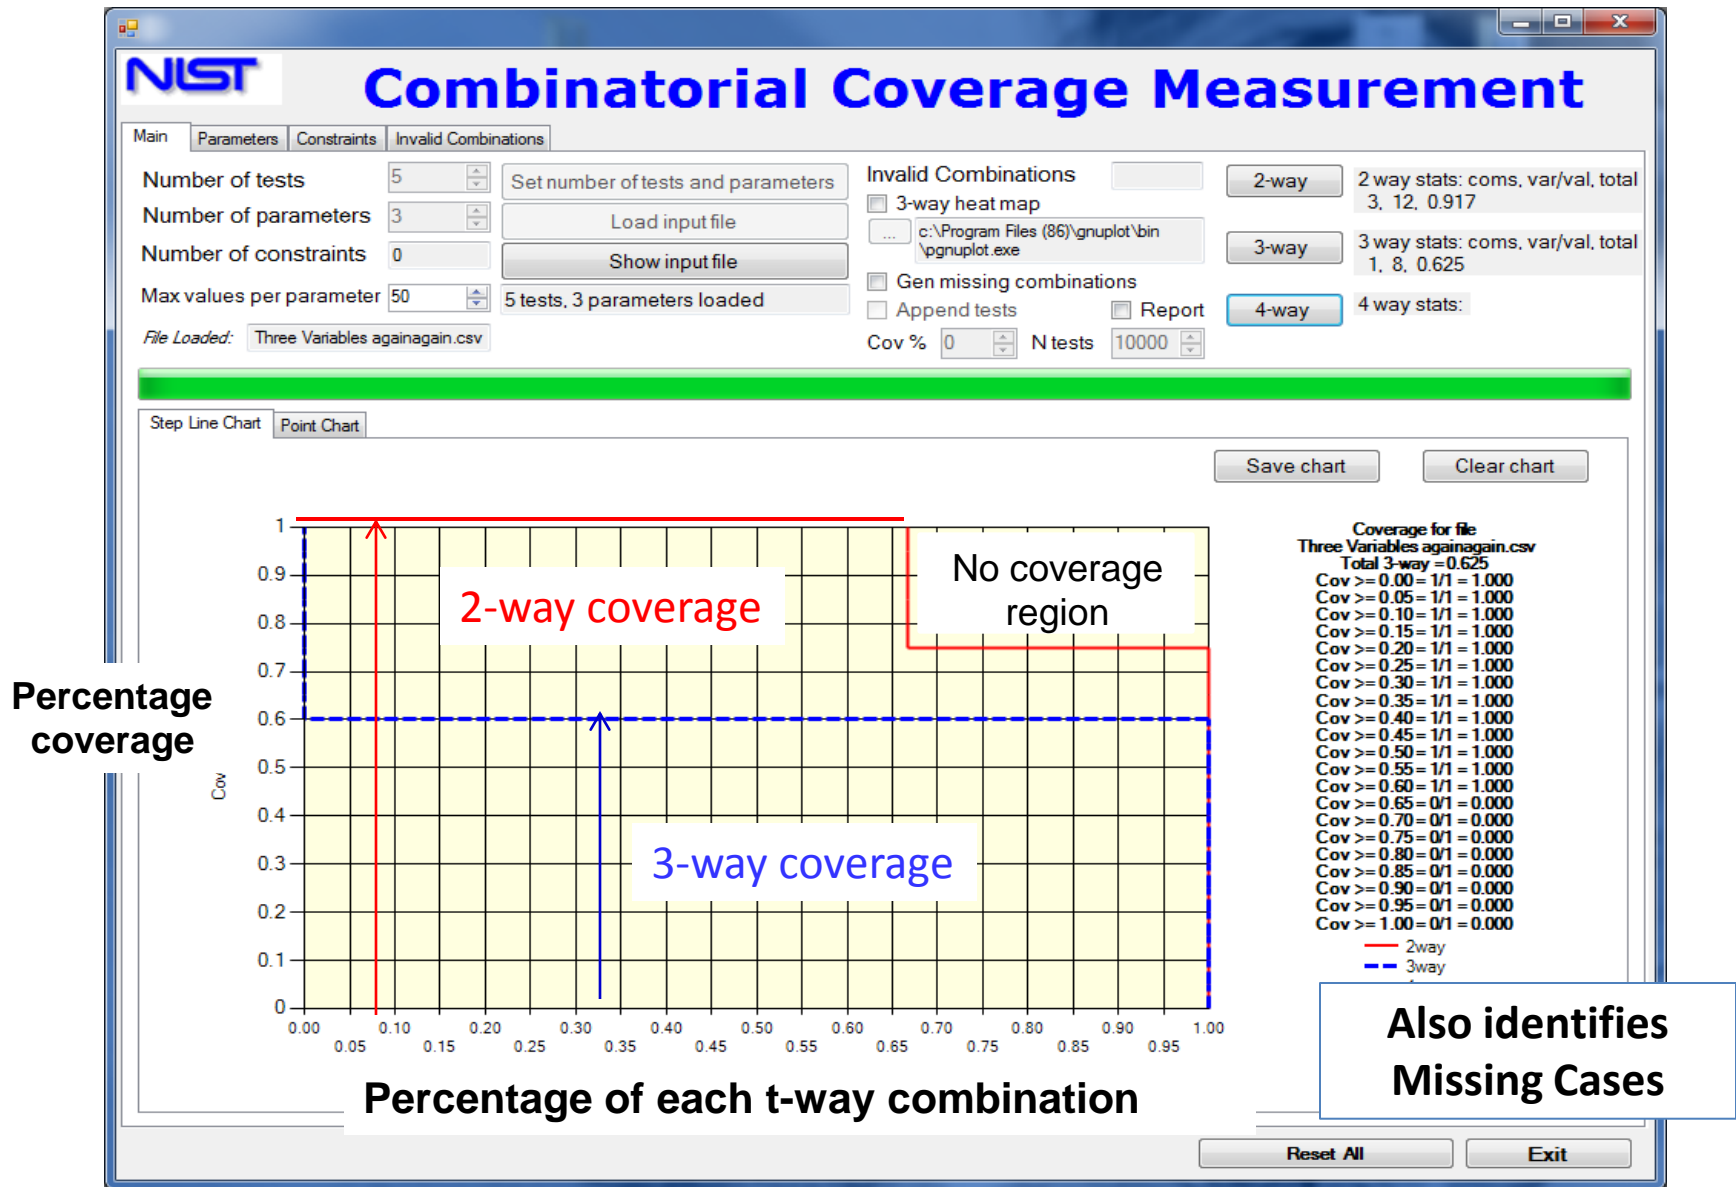 NIST
Combinatorial Coverage Measurement
Main
Parameters
Constraints
Invalid Combinations
Number of tests
5
Set number of tests and parameters
Number of parameters
3
Load input file
Number of constraints
0
Show input file
Max values per parameter
50
5 tests, 3 parameters loaded
File Loaded:
Three Variables againagain.csv
Invalid Combinations
3-way heat map
...
c:\Program Files (86)\gnuplot\bin
\pgnuplot.exe
Gen missing combinations
Append tests
Report
Cov %
0
N tests
10000
2-way
2 way stats: coms, var/val, total
3, 12, 0.917
3-way
3 way stats: coms, var/val, total
1, 8, 0.625
4-way
4 way stats:
Step Line Chart
Point Chart
Save chart
Clear chart
1
0.9
0.8
0.7
0.6
0.5
0.4
0.3
0.2
0.1
0
Percentage
coverage
Cov
2-way coverage
No coverage
region
3-way coverage
0.00 0.10 0.20 0.30 0.40 0.50 0.60 0.70 0.80 0.90 1.00
0.05 0.15 0.25 0.35 0.45 0.55 0.65 0.75 0.85 0.95
Percentage of each t-way combination
Coverage for file
Three Variables againagain.csv
Total 3-way = 0.625
Cov >= 0.00 = 1/1 = 1.000
Cov >= 0.05 = 1/1 = 1.000
Cov >= 0.10 = 1/1 = 1.000
Cov >= 0.15 = 1/1 = 1.000
Cov >= 0.20 = 1/1 = 1.000
Cov >= 0.25 = 1/1 = 1.000
Cov >= 0.30 = 1/1 = 1.000
Cov >= 0.35 = 1/1 = 1.000
Cov >= 0.40 = 1/1 = 1.000
Cov >= 0.45 = 1/1 = 1.000
Cov >= 0.50 = 1/1 = 1.000
Cov >= 0.55 = 1/1 = 1.000
Cov >= 0.60 = 1/1 = 1.000
Cov >= 0.65 = 0/1 = 0.000
Cov >= 0.70 = 0/1 = 0.000
Cov >= 0.75 = 0/1 = 0.000
Cov >= 0.80 = 0/1 = 0.000
Cov >= 0.85 = 0/1 = 0.000
Cov >= 0.90 = 0/1 = 0.000
Cov >= 0.95 = 0/1 = 0.000
Cov >= 1.00 = 0/1 = 0.000
2way
3way
Also identifies
Missing Cases
Reset All
Exit